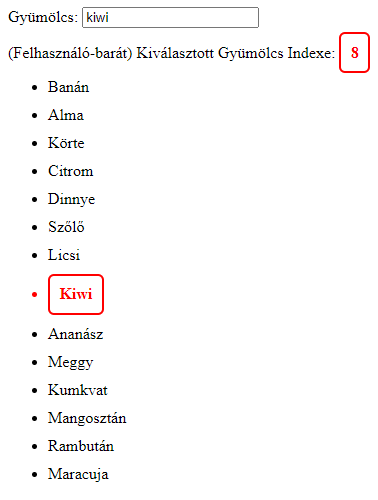 Gyümölcs: kiwi
(Felhasználó-barát) Kiválasztott Gyümölcs Indexe: 8
Banán
Alma
Körte
Citrom
Dinnye
Szőlő
Licsi
Kiwi
Ananász
Meggy
Kumkvat
Mangosztán
Rambután
Maracuja